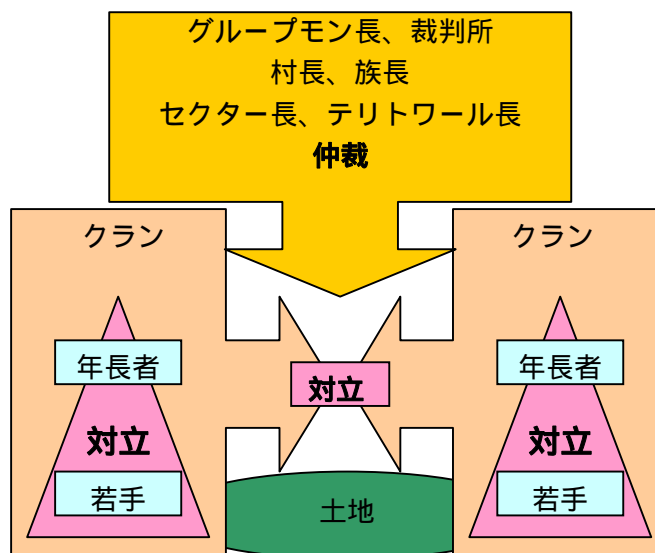 グループモン長、裁判所
村長、族長
セクター長、テリトワール長
仲裁
クラン
クラン
年長者
対立
若手
対立
年長者
対立
若手
土地